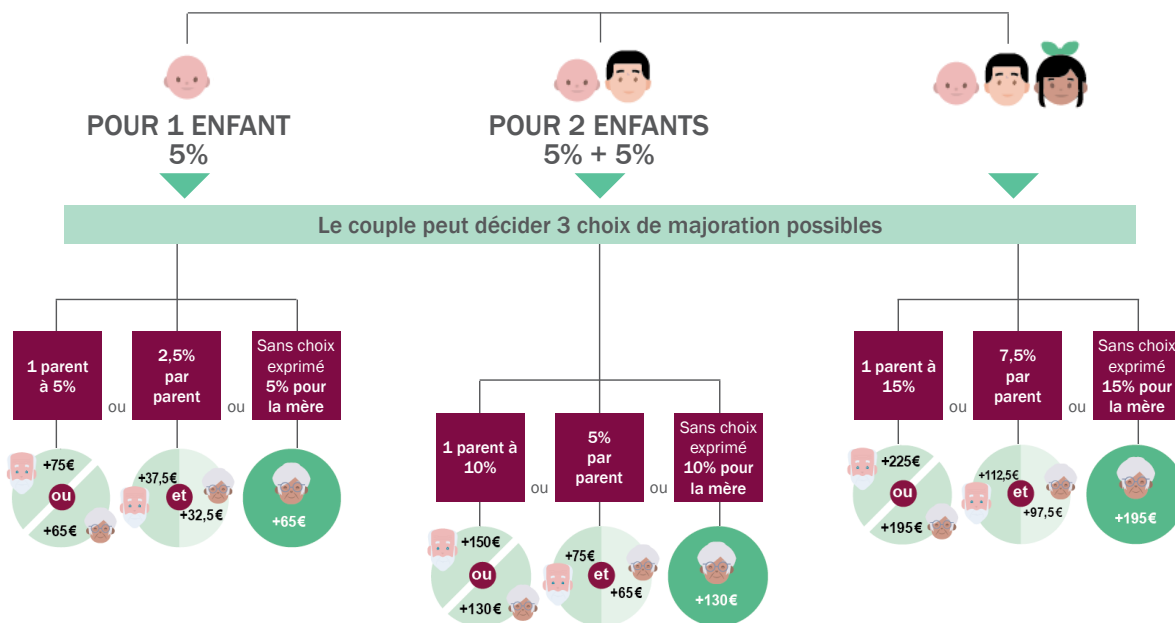 POUR 1 ENFANT
5%
POUR 2 ENFANTS
5% + 5%
Le couple peut décider 3 choix de majoration possibles
1 parent
à 5%
ou
2,5%
par
parent
ou
Sans choix
exprimé
5% pour
la mère
+75€
ou
+65€
+37,5€
et
+32,5€
+65€
1 parent à
10%
ou
5%
par
parent
ou
Sans choix
exprimé
10% pour
la mère
+150€
ou
+130€
+75€
et
+65€
+130€
1 parent à
15%
ou
7,5%
par
parent
ou
Sans choix
exprimé
15% pour
la mère
+225€
ou
+195€
+112,5€
et
+97,5€
+195€